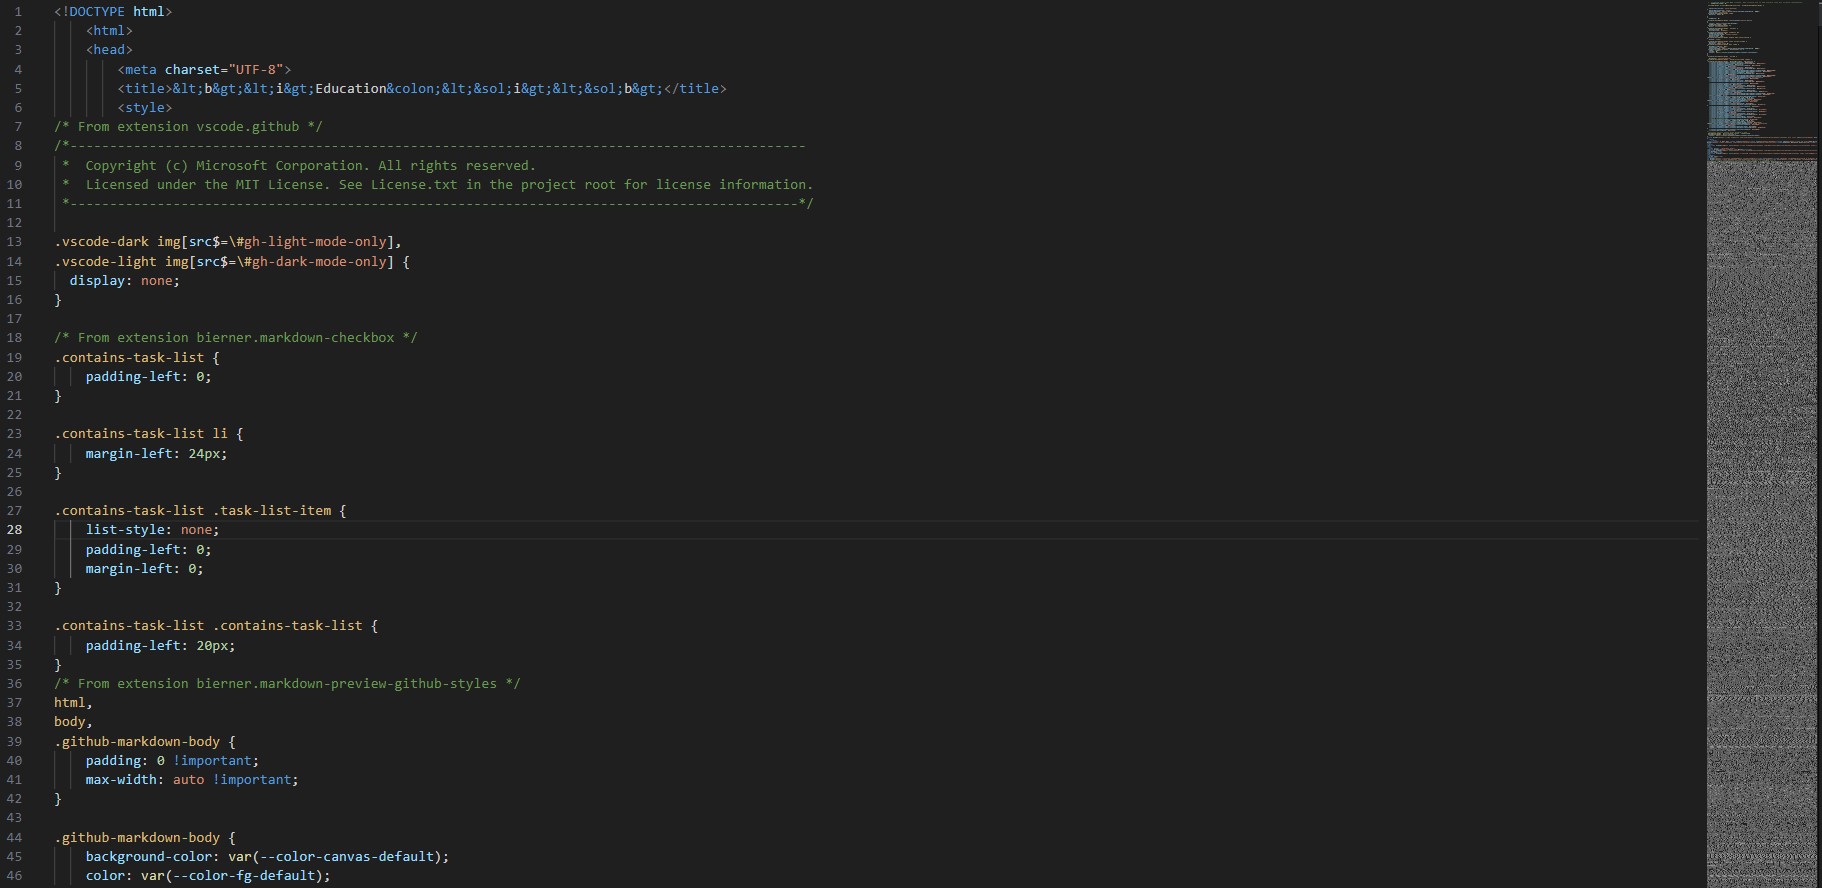 1 <!DOCTYPE html>
2 <html>
3 <head>
4 <meta charset="UTF-8">
5 <title>&lt;b&gt;&lt;i&gt;Education&colon;&lt;&sol;i&gt;&lt;&sol;b&gt;</title>
6 <style>
7 /* From extension vscode.github */
8 /*---------------------------------------------------------------------------------------------
9 *  Copyright (c) Microsoft Corporation. All rights reserved.
10 *  Licensed under the MIT License. See License.txt in the project root for license information.
11 *--------------------------------------------------------------------------------------------*/
12
13 .vscode-dark img[src$=\#gh-light-mode-only],
14 .vscode-light img[src$=\#gh-dark-mode-only] {
15 display: none;
16 }
17
18 /* From extension bierner.markdown-checkbox */
19 .contains-task-list {
20 padding-left: 0;
21 }
22
23 .contains-task-list li {
24 margin-left: 24px;
25 }
26
27 .contains-task-list .task-list-item {
28 list-style: none;
29 padding-left: 0;
30 margin-left: 0;
31 }
32
33 .contains-task-list .contains-task-list {
34 padding-left: 20px;
35 }
36 /* From extension bierner.markdown-preview-github-styles */
37 html,
38 body,
39 .github-markdown-body {
40 padding: 0 !important;
41 max-width: auto !important;
42 }
43
44 .github-markdown-body {
45 background-color: var(--color-canvas-default);
46 color: var(--color-fg-default);